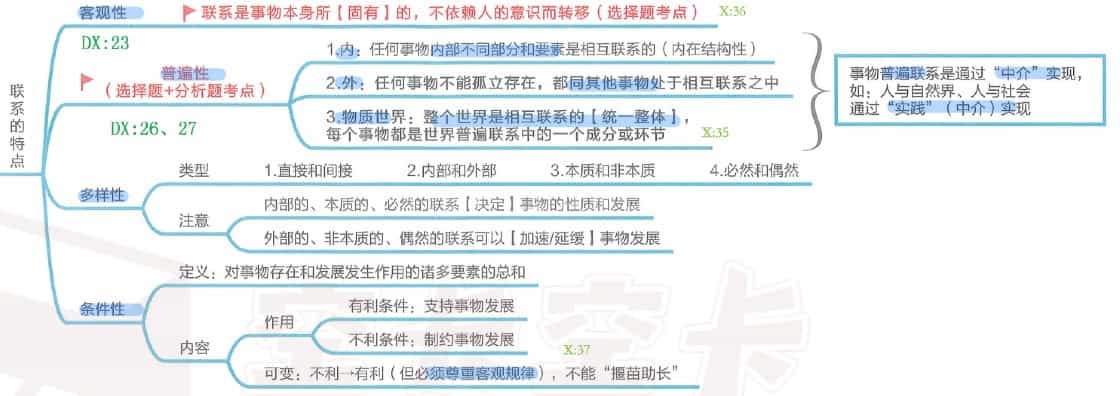 联系的特点
客观性
联系是事物本身所【固有】的，不依赖人的意识而转移（选择题考点）
X:36
DX:23
普遍性
（选择题+分析题考点）
DX:26、27
1.内：任何事物内部不同部分和要素是相互联系的（内在结构性）
2.外：任何事物不能孤立存在，都同其他事物处于相互联系之中
3.物质世界：整个世界是相互联系的【统一整体】，
每个事物都是世界普遍联系中的一个成分或环节
X:35
事物普遍联系是通过“中介”实现，
如：人与自然界、人与社会
通过“实践”（中介）实现
多样性
类型
1.直接和间接
2.内部和外部
3.本质和非本质
4.必然和偶然
注意
内部的、本质的、必然的联系【决定】事物的性质和发展
外部的、非本质的、偶然的联系可以【加速/延缓】事物发展
条件性
定义：对事物存在和发展发生作用的诸多要素的总和
内容
作用
有利条件：支持事物发展
不利条件：制约事物发展
X:37
可变：不利→有利（但必须尊重客观规律），不能“揠苗助长”